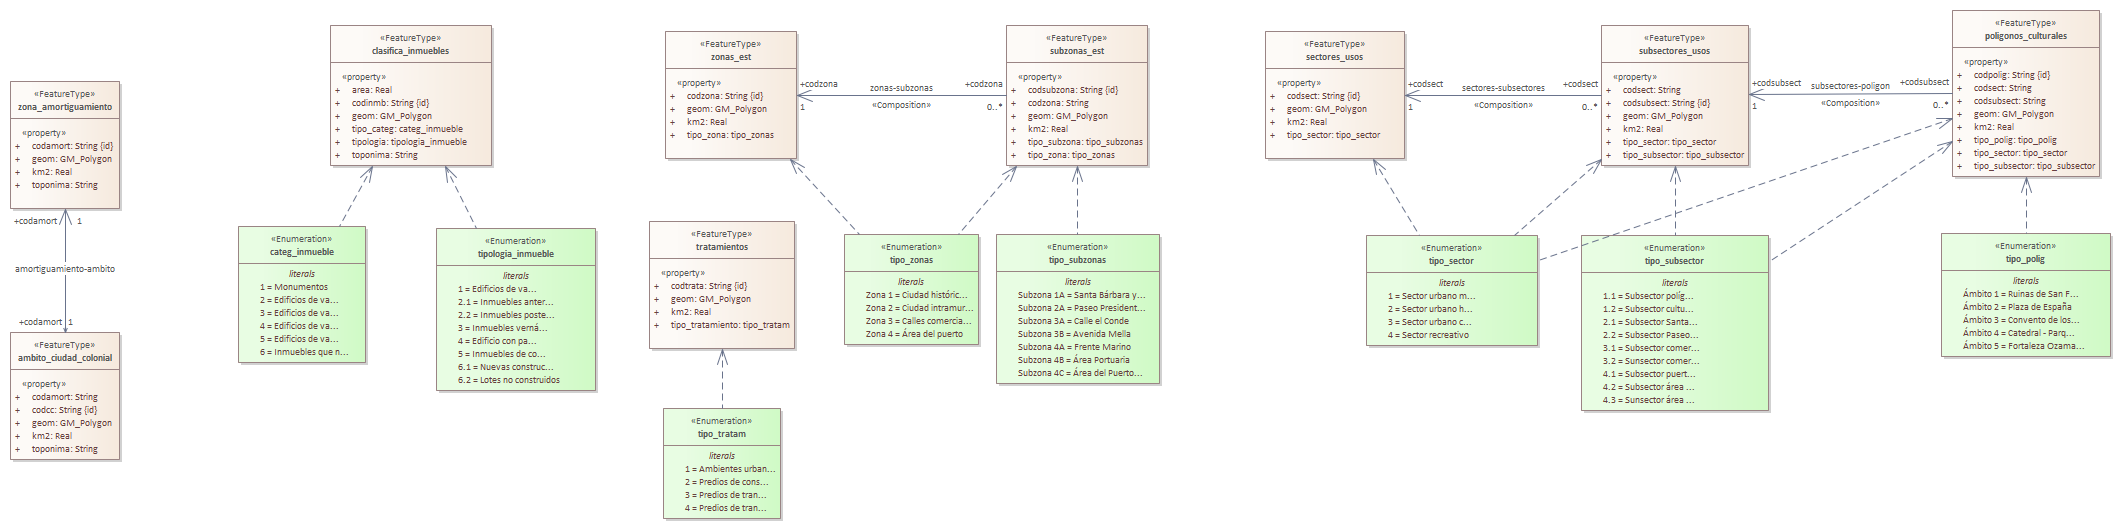 «FeatureType»
zona_amortiguamiento
«property»
+ codamort: String {id}
+ geom: GM_Polygon
+ km2: Real
+ toponima: String
+codamort 1
amortiguamiento-ambito
+codamort 1
«FeatureType»
ambito_ciudad_colonial
«property»
+ codamort: String
+ codcc: String {id}
+ geom: GM_Polygon
+ km2: Real
+ toponima: String
«FeatureType»
clasifica_inmuebles
«property»
+ area: Real
+ codinmb: String {id}
+ geom: GM_Polygon
+ tipo_categ: categ_inmueble
+ tipologia: tipologia_inmueble
+ toponima: String
«Enumeration»
categ_inmueble
literals
1 = Monumentos
2 = Edificios de va...
3 = Edificios de va...
4 = Edificios de va...
5 = Edificios de va...
6 = Inmuebles que n...
«Enumeration»
tipologia_inmueble
literals
1 = Edificios de va...
2.1 = Inmuebles anter...
2.2 = Inmuebles poste...
3 = Inmuebles verná...
4 = Edificio con pa...
5 = Inmuebles de co...
6.1 = Nuevas construc...
6.2 = Lotes no construidos
«FeatureType»
zonas_est
«property»
+ codzona: String {id}
+ geom: GM_Polygon
+ km2: Real
+ tipo_zona: tipo_zonas
+codzona
1
zonas-subzonas
«Composition»
+codzona
0..*
«FeatureType»
subzonas_est
«property»
+ codsubzona: String {id}
+ codzona: String
+ geom: GM_Polygon
+ km2: Real
+ tipo_subzona: tipo_subzonas
+ tipo_zona: tipo_zonas
«FeatureType»
tratamientos
«property»
+ codtrata: String {id}
+ geom: GM_Polygon
+ km2: Real
+ tipo_tratamiento: tipo_tratam
«Enumeration»
tipo_tratam
literals
1 = Ambientes urban...
2 = Predios de cons...
3 = Predios de tran...
4 = Predios de tran...
«Enumeration»
tipo_zonas
literals
Zona 1 = Ciudad históric...
Zona 2 = Ciudad intramur...
Zona 3 = Calles comercia...
Zona 4 = Área del puerto
«Enumeration»
tipo_subzonas
literals
Subzona 1A = Santa Bárbara y...
Subzona 2A = Paseo President...
Subzona 3A = Calle el Conde
Subzona 3B = Avenida Mella
Subzona 4A = Frente Marino
Subzona 4B = Área Portuaria
Subzona 4C = Área del Puerto...
«FeatureType»
sectores_usos
«property»
+ codsect: String {id}
+ geom: GM_Polygon
+ km2: Real
+ tipo_sector: tipo_sector
+codsect
1
sectores-subsectores
«Composition»
+codsect
0..*
«FeatureType»
subsectores_usos
«property»
+ codsect: String
+ codsubsect: String {id}
+ geom: GM_Polygon
+ km2: Real
+ tipo_sector: tipo_sector
+ tipo_subsector: tipo_subsector
+codsubsect
1
subsectores-poligon
«Composition»
+codsubsect
0..*
«FeatureType»
poligonos_culturales
«property»
+ codpolig: String {id}
+ codsect: String
+ codsubsect: String
+ geom: GM_Polygon
+ km2: Real
+ tipo_polig: tipo_polig
+ tipo_sector: tipo_sector
+ tipo_subsector: tipo_subsector
«Enumeration»
tipo_sector
literals
1 = Sector urbano m...
2 = Sector urbano h...
3 = Sector urbano c...
4 = Sector recreativo
«Enumeration»
tipo_subsector
literals
1.1 = Subsector políg...
1.2 = Subsector cultu...
2.1 = Subsector Santa...
2.2 = Subsector Paseo...
3.1 = Subsector comer...
3.2 = Sunsector comer...
4.1 = Subsector puert...
4.2 = Subsector área ...
4.3 = Sunsector área ...
«Enumeration»
tipo_polig
literals
Ámbito 1 = Ruinas de San F...
Ámbito 2 = Plaza de España
Ámbito 3 = Convento de los...
Ámbito 4 = Catedral - Parq...
Ámbito 5 = Fortaleza Ozama...